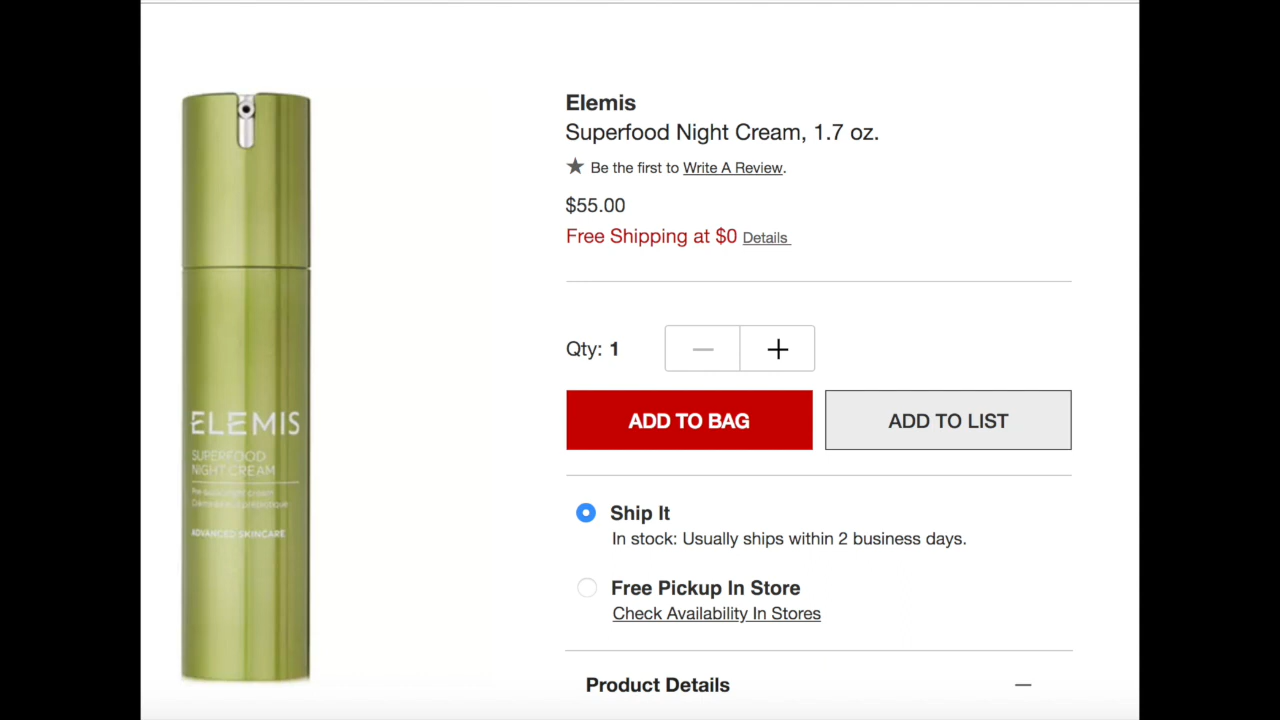 ELEMIS
SUPERFOOD
NIGHT CREAM
ADVANCED SKINCARE
Elemis
Superfood Night Cream, 1.7 oz.
Be the first to Write A Review.
$55.00
Free Shipping at $0 Details
Qty: 1
ADD TO BAG
ADD TO LIST
Ship It
In stock: Usually ships within 2 business days.
Free Pickup In Store
Check Availability In Stores
Product Details